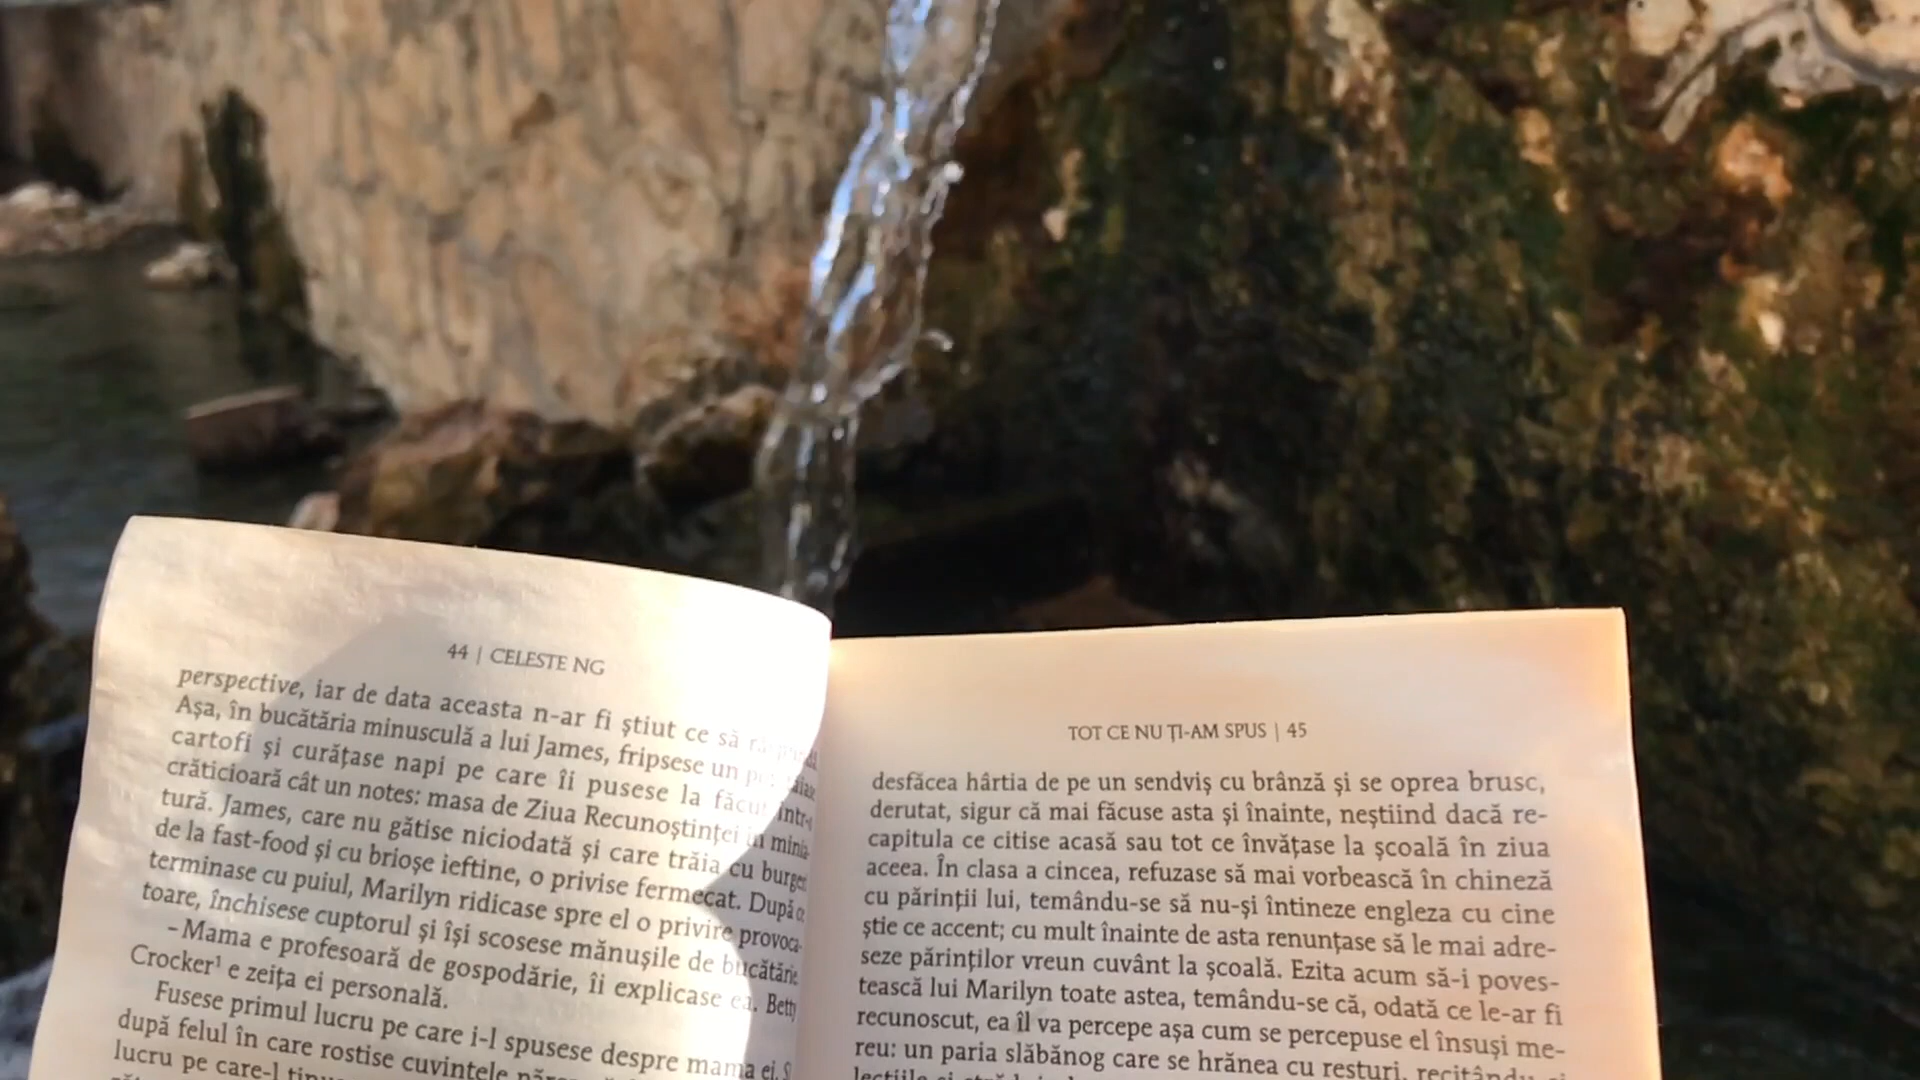 44 | CELESTE NG
perspective, iar de data aceasta n-ar fi știut ce să
Așa, în bucătăria minusculă a lui James, fripsese un
cartofi și curățase napi pe care îi pusese la făcut într-o
crăticioară cât un notes: masa de Ziua Recunoștinței în minia-
tură. James, care nu gătise niciodată și care trăia cu burgeri
de la fast-food și cu brioșe ieftine, o privise fermecat. După ce
terminase cu puiul, Marilyn ridicase spre el o privire provoca-
toare, închisese cuptorul și își scosese mănușile de bucătărie.
– Mama e profesoară de gospodărie, îi explicase ea. Betty
Crocker¹ e zeița ei personală.
Fusese primul lucru pe care i-l spusese despre mama ei.
după felul în care rostise cuvintele
lucru pe care-l
TOT CE NU ȚI-AM SPUS | 45
desfăcea hârtia de pe un sendviș cu brânză și se oprea brusc,
derutat, sigur că mai făcuse asta și înainte, neștiind dacă re-
capitula ce citise acasă sau tot ce învățase la școală în ziua
aceea. În clasa a cincea, refuzase să mai vorbească în chineză
cu părinții lui, temându-se să nu-și întineze engleza cu cine
știe ce accent; cu mult înainte de asta renunțase să le mai adre-
seze părinților vreun cuvânt la școală. Ezita acum să-i poves-
tească lui Marilyn toate astea, temându-se că, odată ce le-ar fi
recunoscut, ea îl va percepe așa cum se percepuse el însuși me-
reu: un paria slăbănog care se hrănea cu resturi, recitându-și
lecțiile și